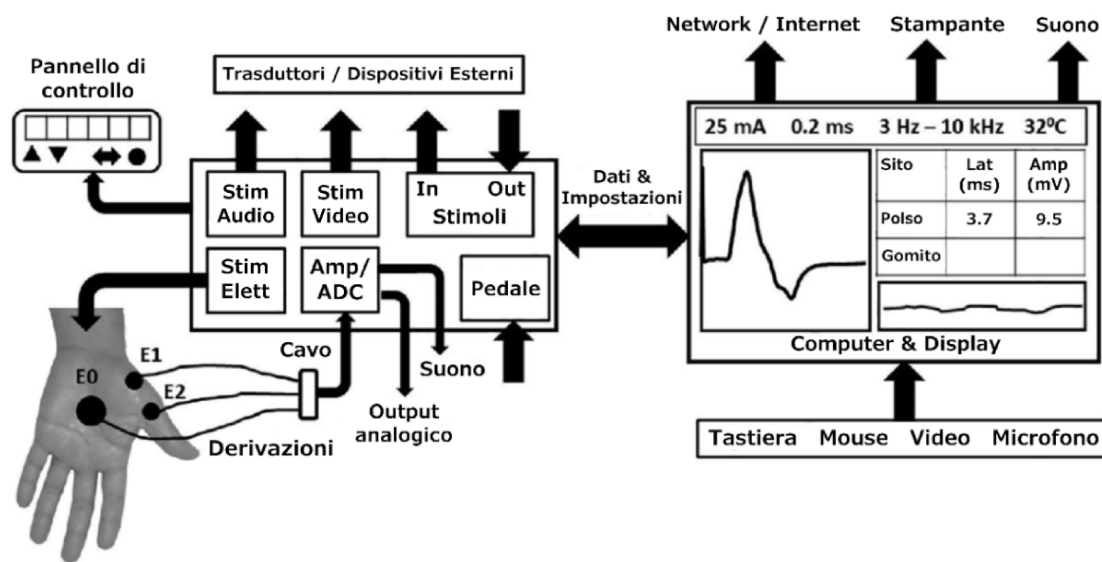 Network / Internet
Stampante
Suono
Pannello di
controllo
Trasduttori / Dispositivi Esterni
25 mA 0.2 ms 3 Hz – 10 kHz 32⁰C
Stim
Audio
Stim
Video
In Out
Stimoli
Dati &
Impostazioni
Sito Lat
(ms) Amp
(mV)
Polso 3.7 9.5
Gomito
Stim
Elett
Amp/
ADC
Pedale
Computer & Display
Cavo
Suono
E1
E0
E2
Output
analogico
Derivazioni
Tastiera Mouse Video Microfono